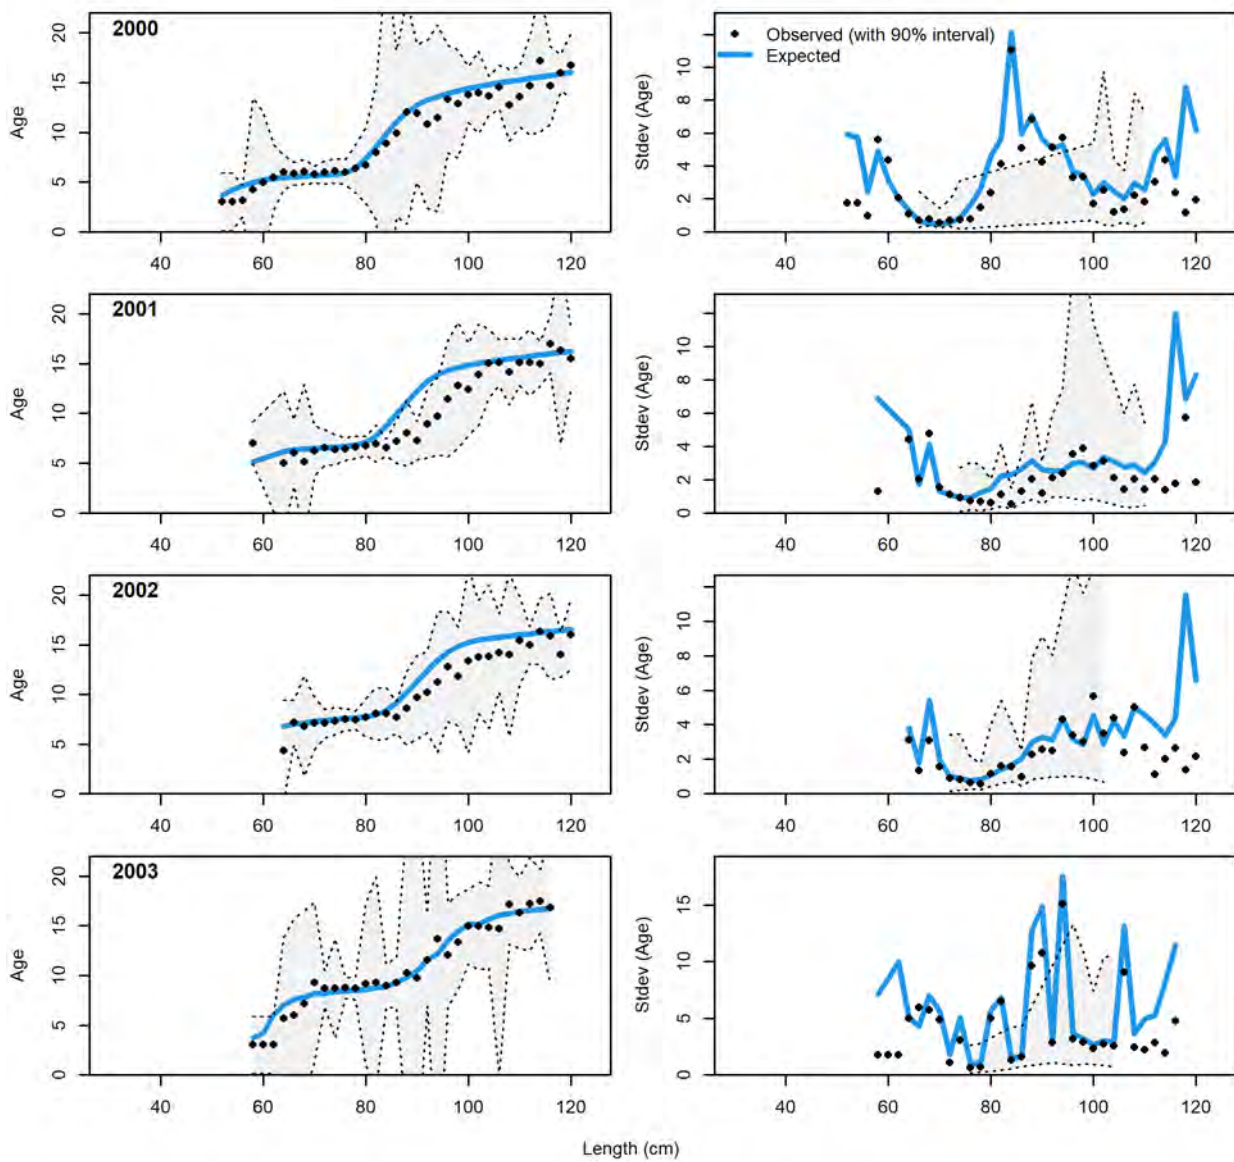 2000
Age
0 5 10 15 20
40 60 80 100 120
Observed (with 90% interval)
Expected
Stdev (Age)
0 2 4 6 8 10
40 60 80 100 120
2001
Age
0 5 10 15 20
40 60 80 100 120
Stdev (Age)
0 2 4 6 8 10
40 60 80 100 120
2002
Age
0 5 10 15 20
40 60 80 100 120
Stdev (Age)
0 2 4 6 8 10
40 60 80 100 120
2003
Age
0 5 10 15 20
40 60 80 100 120
Stdev (Age)
0 5 10 15
40 60 80 100 120
Length (cm)